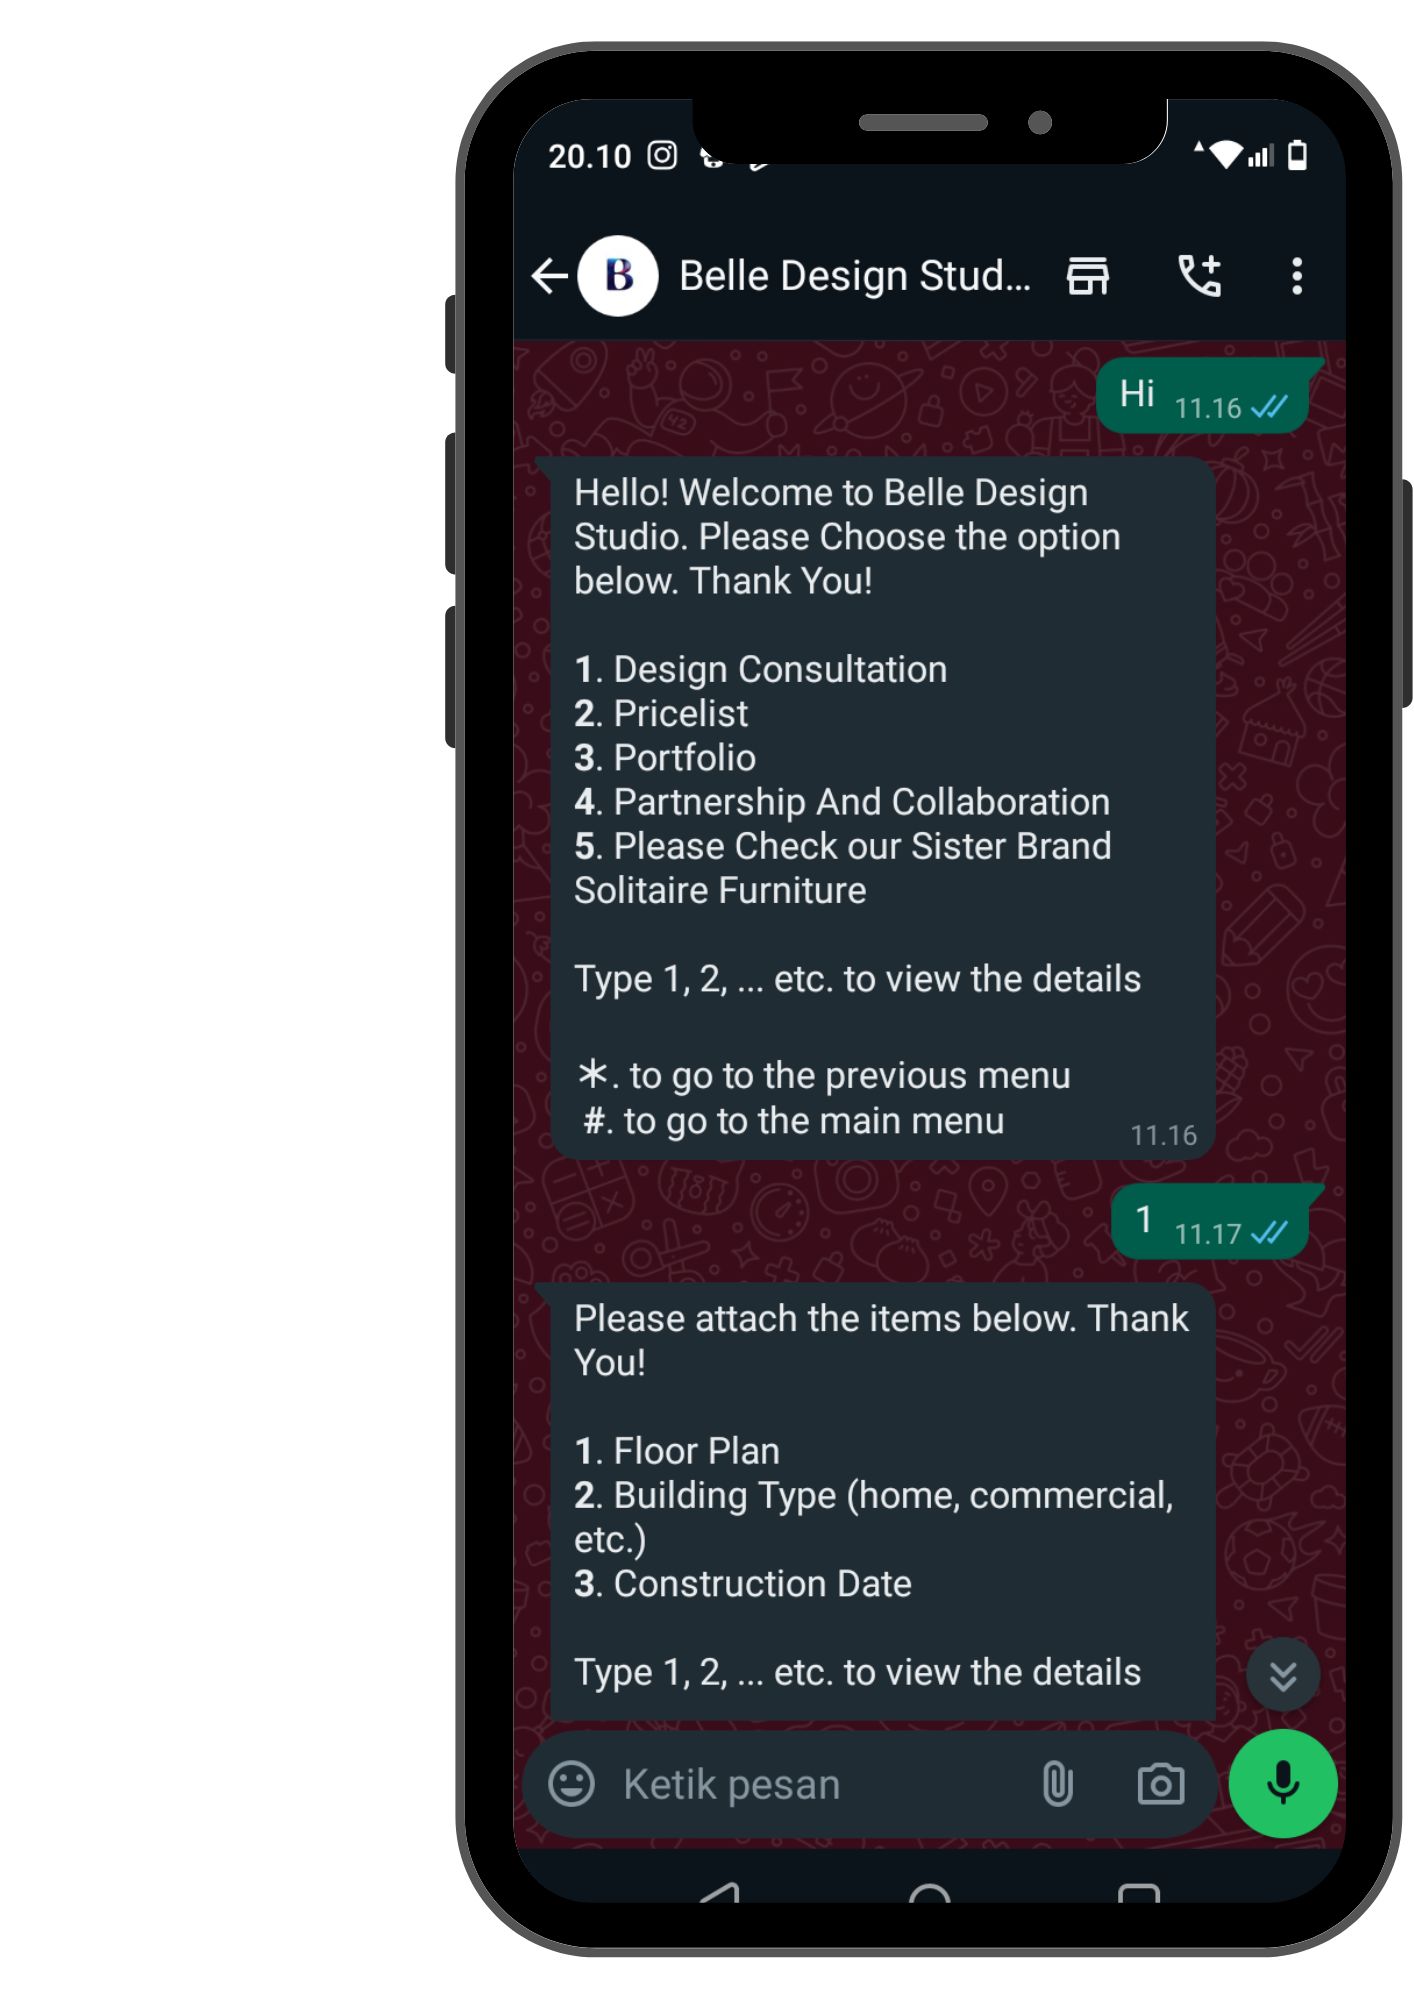 20.10
B
Belle Design Stud...
Hi
11.16
Hello! Welcome to Belle Design
Studio. Please Choose the option
below. Thank You!
1. Design Consultation
2. Pricelist
3. Portfolio
4. Partnership And Collaboration
5. Please Check our Sister Brand
Solitaire Furniture
Type 1, 2, ... etc. to view the details
*. to go to the previous menu
#. to go to the main menu
11.16
1
11.17
Please attach the items below. Thank
You!
1. Floor Plan
2. Building Type (home, commercial,
etc.)
3. Construction Date
Type 1, 2, ... etc. to view the details
Ketik pesan